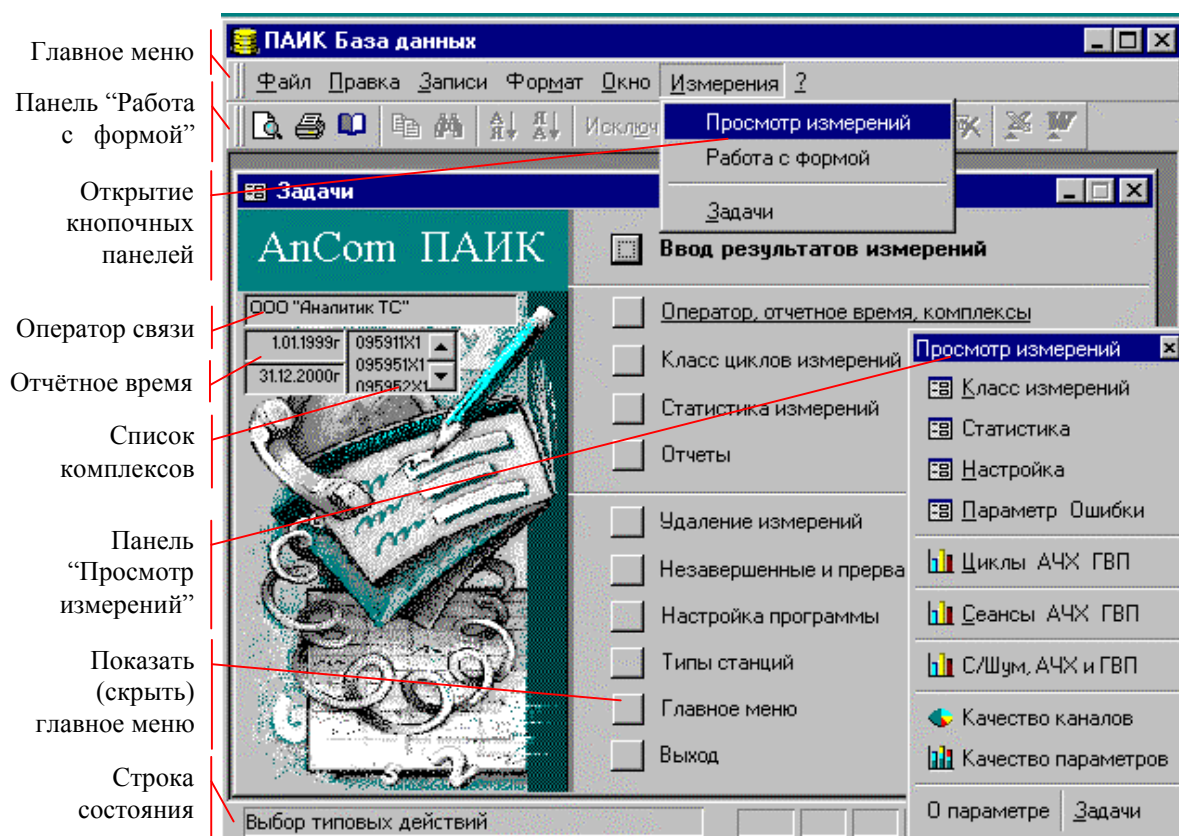 ПАИК База данных
Главное меню
Файл Правка Записи Формат Окно Измерения ?
Панель “Работа
с формой”
Просмотр измерений
Работа с формой
Задачи
Открытие
кнопочных
панелей
Задачи
AnCom ПАИК
Ввод результатов измерений
Оператор связи
ООО "Аналитик ТС"
Отчётное время
1.01.1999г
31.12.2000г
095911X1
095951X1
095952X1
Список
комплексов
Оператор, отчетное время, комплексы
Класс циклов измерений
Статистика измерений
Отчеты
Удаление измерений
Настройка программы
Типы станций
Главное меню
Выход
Просмотр измерений
Класс измерений
Статистика
Настройка
Параметр Ошибки
Циклы АЧХ ГВП
Сеансы АЧХ ГВП
С/Шум, АЧХ и ГВП
Качество каналов
Качество параметров
О параметре Задачи
Панель
“Просмотр
измерений”
Показать
(скрыть)
главное меню
Строка
состояния
Выбор типовых действий